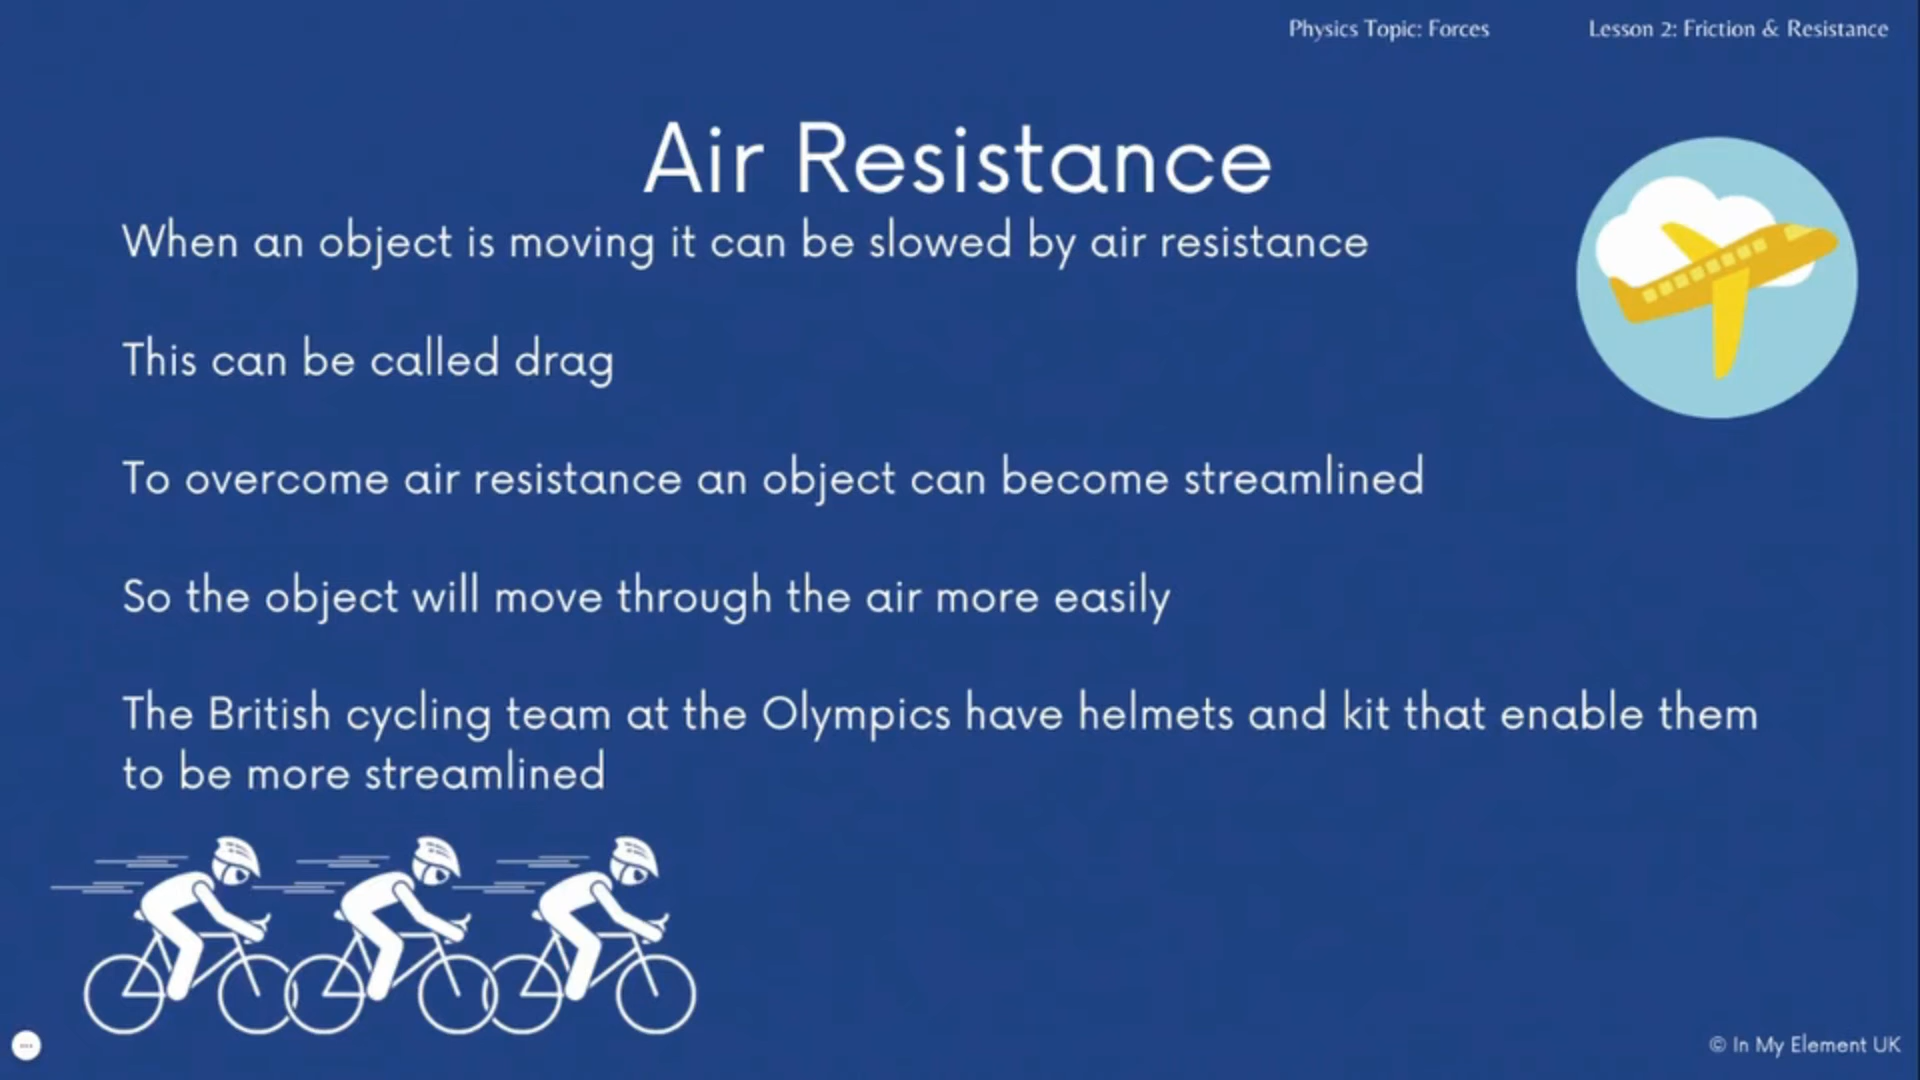 Physics Topic: Forces
Lesson 2: Friction & Resistance
Air Resistance
When an object is moving it can be slowed by air resistance
This can be called drag
To overcome air resistance an object can become streamlined
So the object will move through the air more easily
The British cycling team at the Olympics have helmets and kit that enable them
to be more streamlined
© In My Element UK